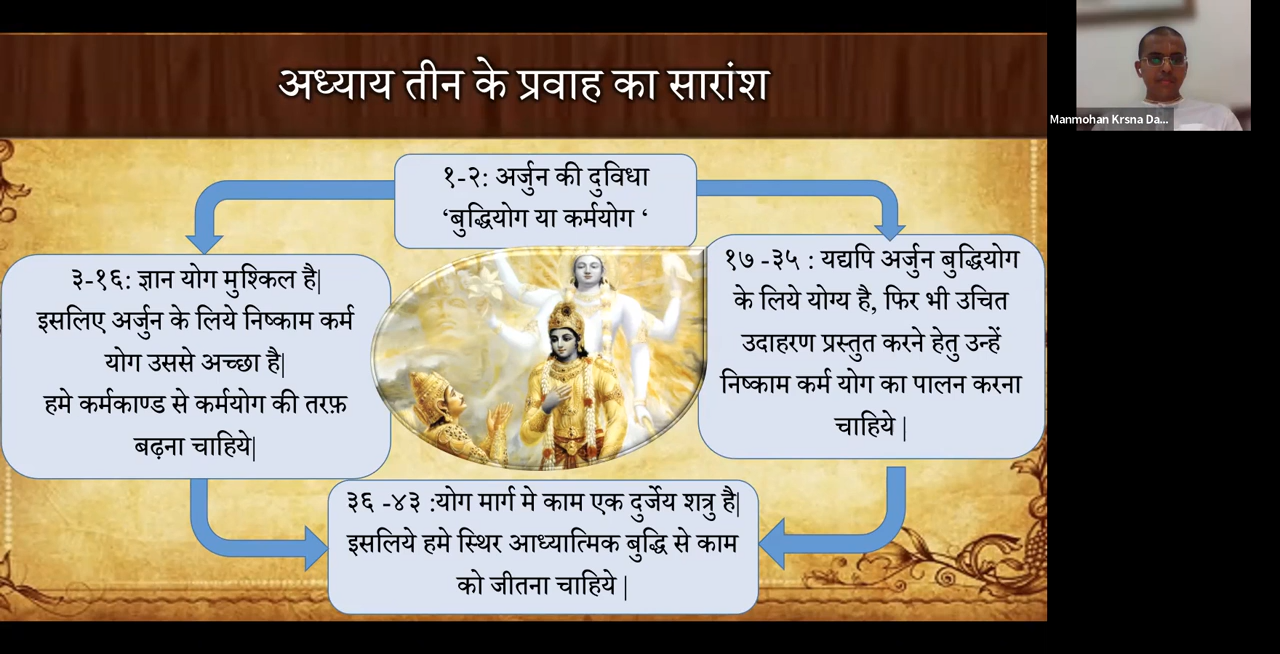 अध्याय तीन के प्रवाह का सारांश
Manmohan Krsna Da...
१-२: अर्जुन की दुविधा
‘बुद्धियोग या कर्मयोग ‘
३-१६: ज्ञान योग मुश्किल है|
इसलिए अर्जुन के लिये निष्काम कर्म
योग उससे अच्छा है|
हमे कर्मकाण्ड से कर्मयोग की तरफ़
बढ़ना चाहिये|
१७ -३५ : यद्यपि अर्जुन बुद्धियोग
के लिये योग्य है, फिर भी उचित
उदाहरण प्रस्तुत करने हेतु उन्हें
निष्काम कर्म योग का पालन करना
चाहिये |
३६ -४३ :योग मार्ग मे काम एक दुर्जेय शत्रु है|
इसलिये हमे स्थिर आध्यात्मिक बुद्धि से काम
को जीतना चाहिये |